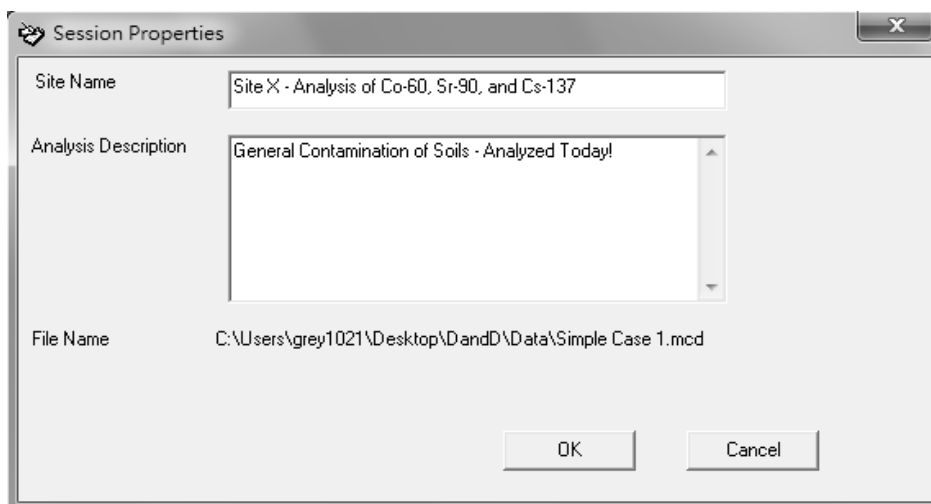 Session Properties
Site Name
Site X - Analysis of Co-60, Sr-90, and Cs-137
Analysis Description
General Contamination of Soils - Analyzed Today!
File Name
C:\Users\grey1021\Desktop\DandD\Data\Simple Case 1.mcd
OK
Cancel